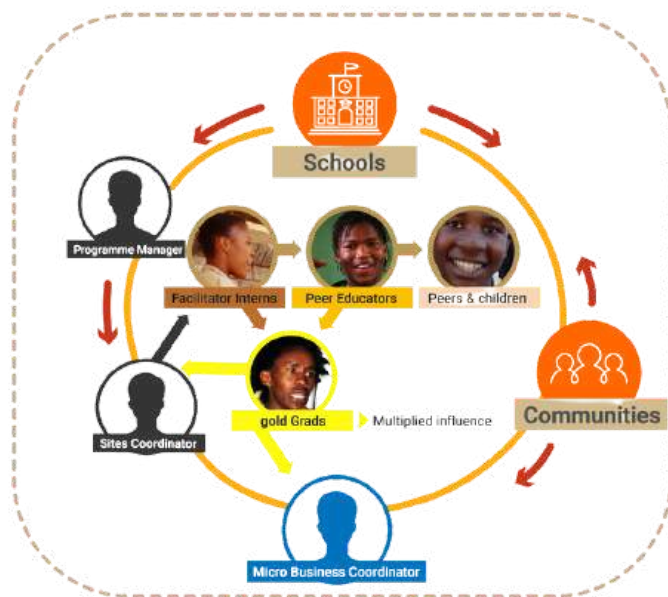 Schools
Programme Manager
Facilitator Interns
Peer Educators
Peers & children
gold Grads
Multiplied influence
Sites Coordinator
Communities
Micro Business Coordinator